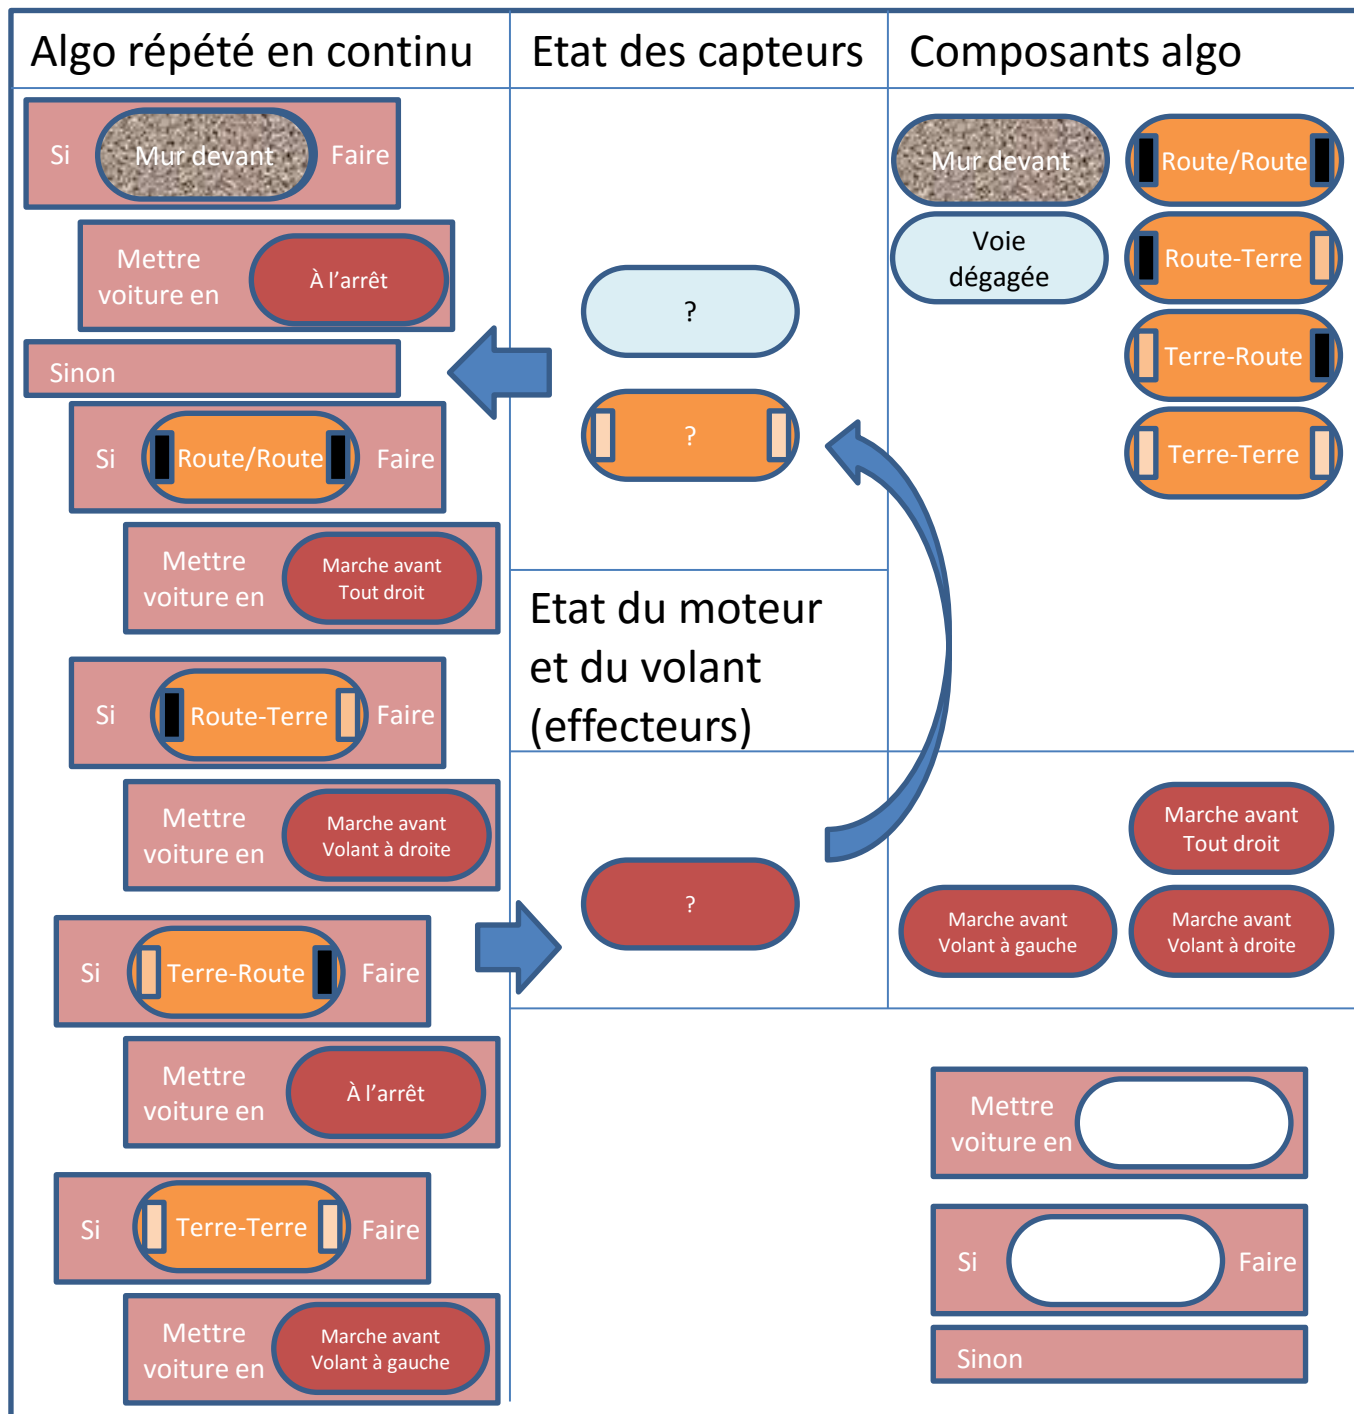 Algo répété en continu
Etat des capteurs
Composants algo
Si
Mur devant
Faire
Mettre
voiture en
À l’arrêt
Sinon
Si
Route/Route
Faire
Mettre
voiture en
Marche avant
Tout droit
Si
Route-Terre
Faire
Mettre
voiture en
Marche avant
Volant à droite
Si
Terre-Route
Faire
Mettre
voiture en
À l’arrêt
Si
Terre-Terre
Faire
Mettre
voiture en
Marche avant
Volant à gauche
?
?
Etat du moteur
et du volant
(effecteurs)
?
Mur devant
Voie
dégagée
Route/Route
Route-Terre
Terre-Route
Terre-Terre
Marche avant
Tout droit
Marche avant
Volant à gauche
Marche avant
Volant à droite
Mettre
voiture en
Si
Faire
Sinon